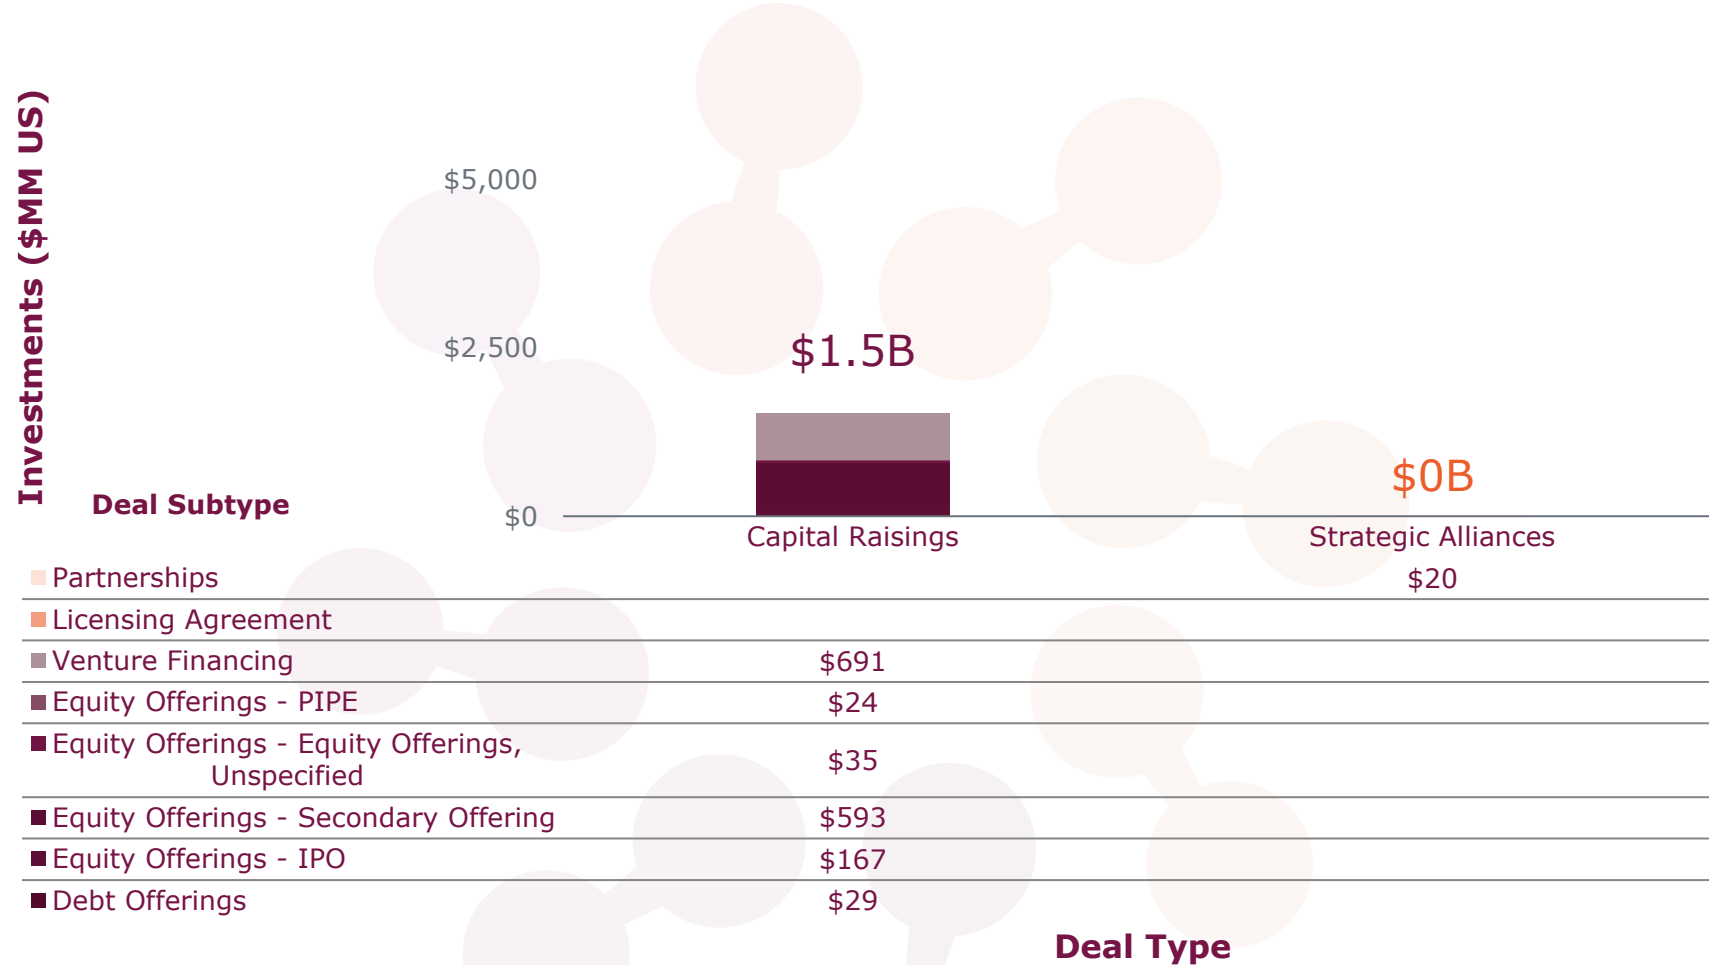 Investments ($MM US)
$5,000
$2,500
$1.5B
$0B
Deal Subtype
$0
Capital Raisings
Strategic Alliances
Partnerships $20
Licensing Agreement
Venture Financing $691
Equity Offerings - PIPE $24
Equity Offerings - Equity Offerings,
Unspecified
$35
Equity Offerings - Secondary Offering $593
Equity Offerings - IPO $167
Debt Offerings $29
Deal Type